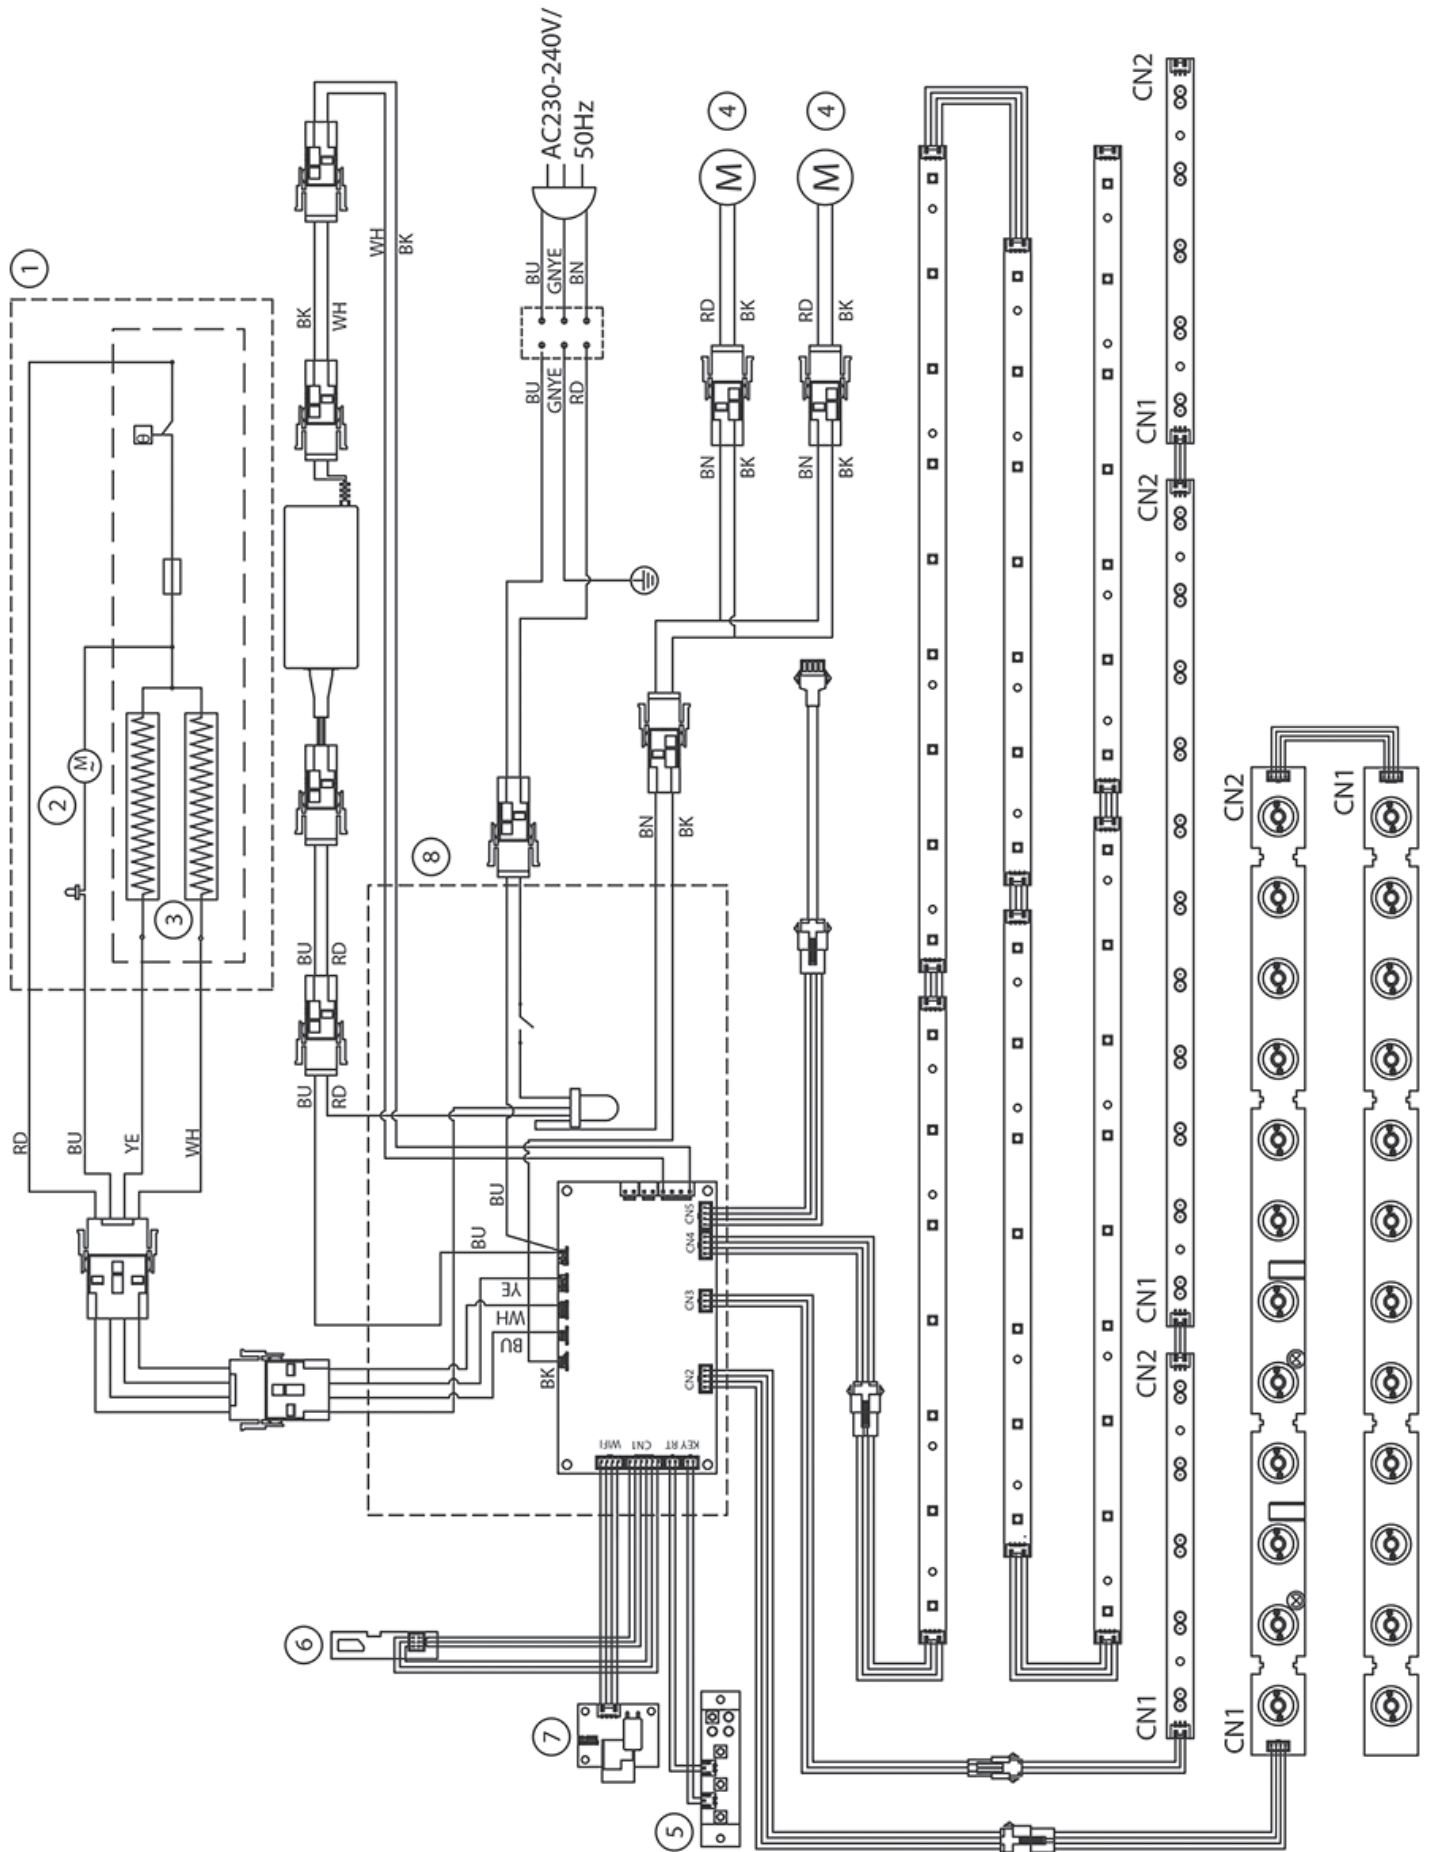 AC230-240V/
50Hz
1
2
3
M
~
θ
RD
BU
YE
WH
BK
WH
WH
BK
BU
RD
BU
RD
BU
GNYE
BN
BU
GNYE
RD
4
4
M
M
RD
BK
RD
BK
BN
BK
BN
BK
BN
BK
8
BU
BU
YE
WH
BU
BK
WIFI
CN1
RT
KEY
CN2
CN3
CN4
CN5
6
7
5
CN2
CN1
CN2
CN1
CN2
CN1
CN2
CN1
CN1